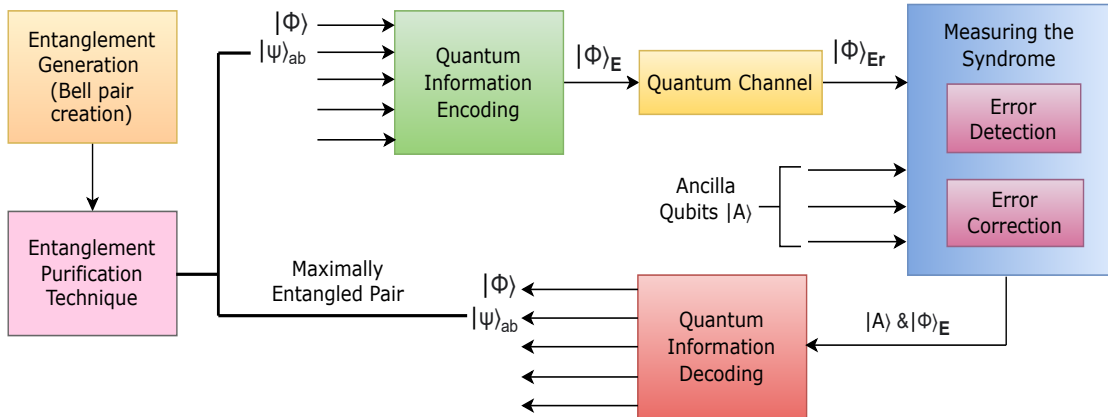 Entanglement
Generation
(Bell pair
creation)
Entanglement
Purification
Technique
|Φ⟩
|ψ⟩ab
Quantum
Information
Encoding
|Φ⟩E
Quantum Channel
|Φ⟩Er
Measuring the
Syndrome
Error
Detection
Error
Correction
Ancilla
Qubits |A⟩
Maximally
Entangled Pair
|Φ⟩
|ψ⟩ab
Quantum
Information
Decoding
|A⟩ &|Φ⟩E